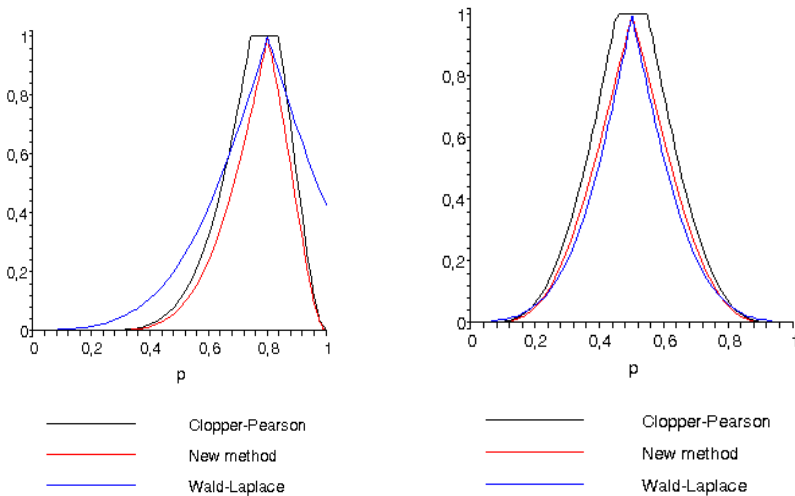 1
0,8
0,6
0,4
0,2
0
0 0,2 0,4 0,6 0,8 1
p
Clopper-Pearson
New method
Wald-Laplace
1
0,8
0,6
0,4
0,2
0
0,2 0,4 0,6 0,8 1
p
Clopper-Pearson
New method
Wald-Laplace